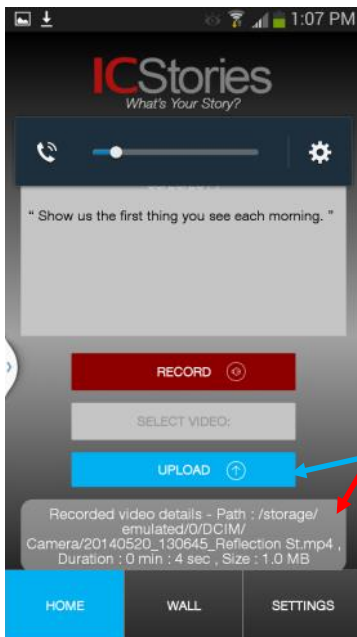 1:07 PM
ICStories
What's Your Story?
" Show us the first thing you see each morning. "
RECORD
SELECT VIDEO:
UPLOAD
Recorded video details - Path : /storage/
emulated/0/DCIM/
Camera/20140520_130645_Reflection St.mp4 ,
Duration : 0 min : 4 sec , Size : 1.0 MB
HOME
WALL
SETTINGS